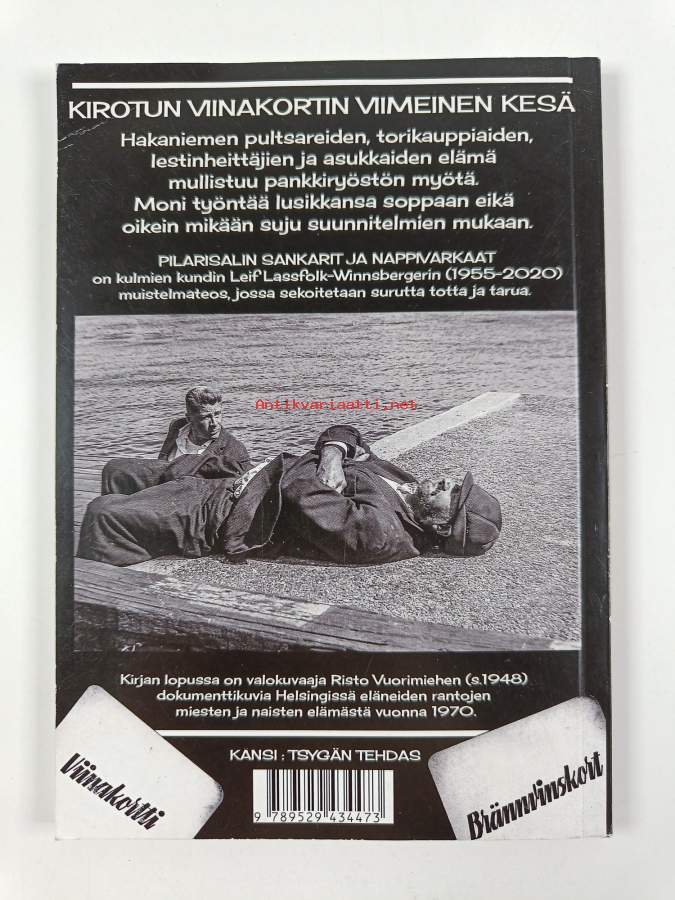 KIROTUN VIINAKORTIN VIIMEINEN KESÄ
Hakaniemen pultsareiden, torikauppiaiden,
lestinheittäjien ja asukkaiden elämä
mullistuu pankkiryöstön myötä.
Moni työntää lusikkansa soppaan eikä
oikein mikään suju suunnitelmien mukaan.
PILARISALIN SANKARIT JA NAPPIVARKAAT
on kulmien kundin Leif Lassfolk-Winnsbergerin (1955-2020)
muistelmateos, jossa sekoitetaan surutta totta ja tarua.
Antikvariaatti.net
Kirjan lopussa on valokuvaaja Risto Vuorimiehen (s.1948)
dokumenttikuvia Helsingissä eläneiden rantojen
miesten ja naisten elämästä vuonna 1970.
KANSI : TSYGÄN TEHDAS
Viinakortti
Brännvinskort
9 789529 434473